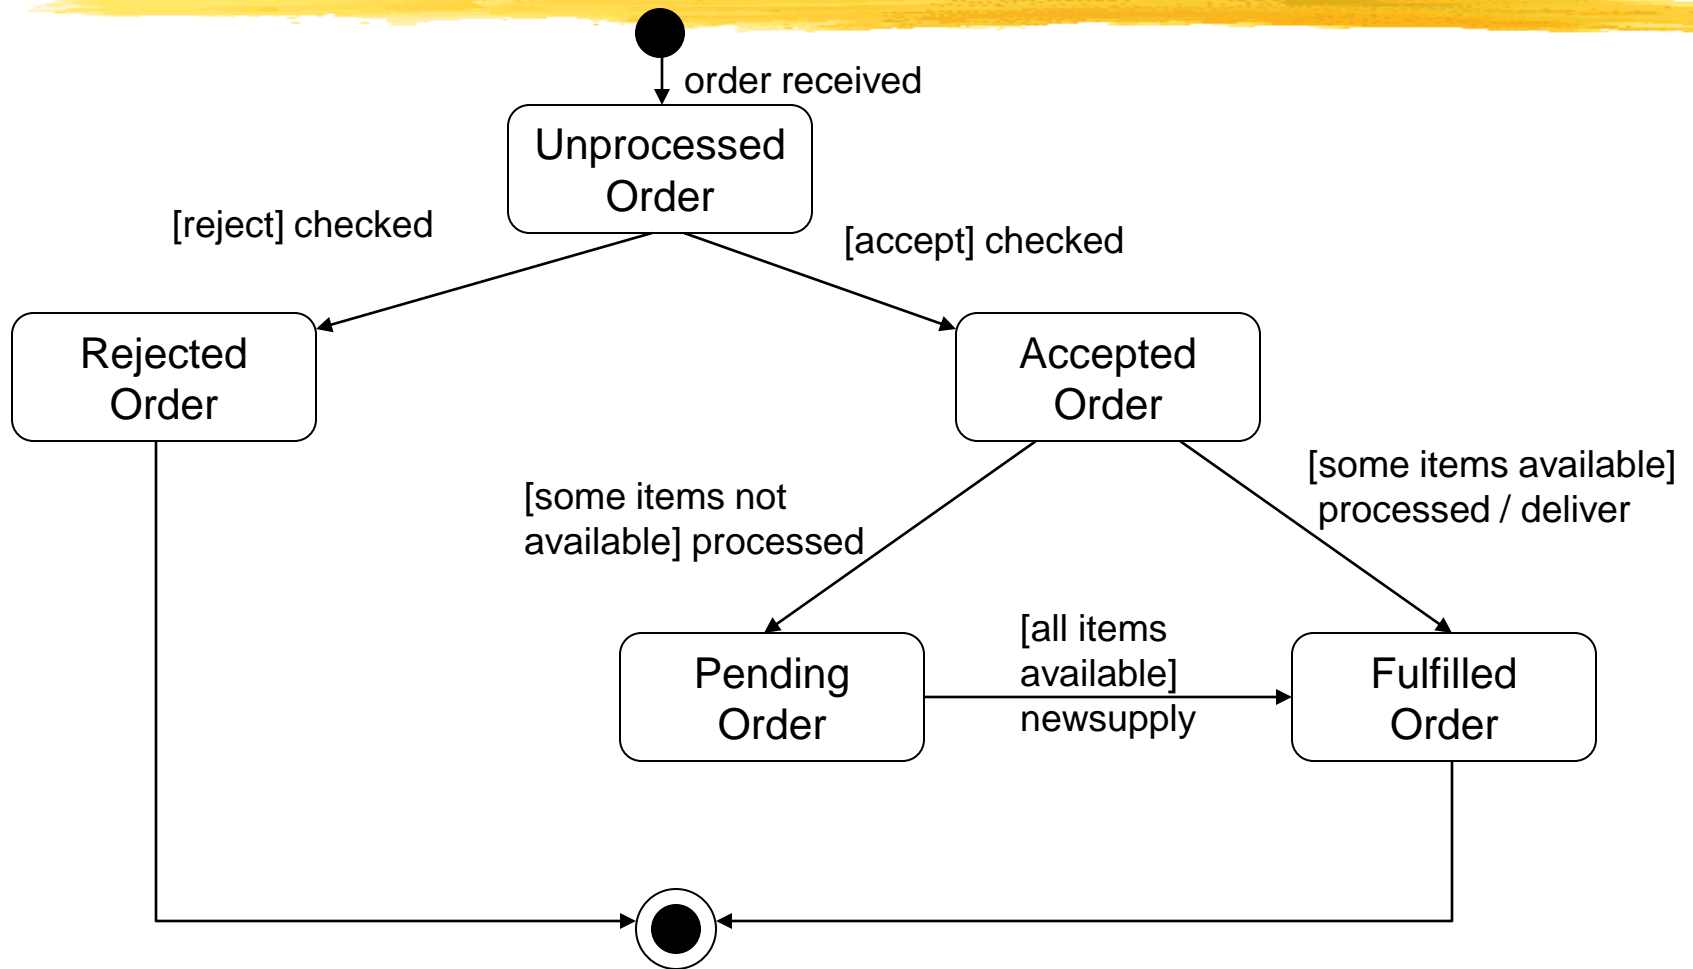 order received
Unprocessed
Order
[reject] checked
[accept] checked
Rejected
Order
Accepted
Order
[some items not
available] processed
[some items available]
processed / deliver
Pending
Order
[all items
available]
newsupply
Fulfilled
Order